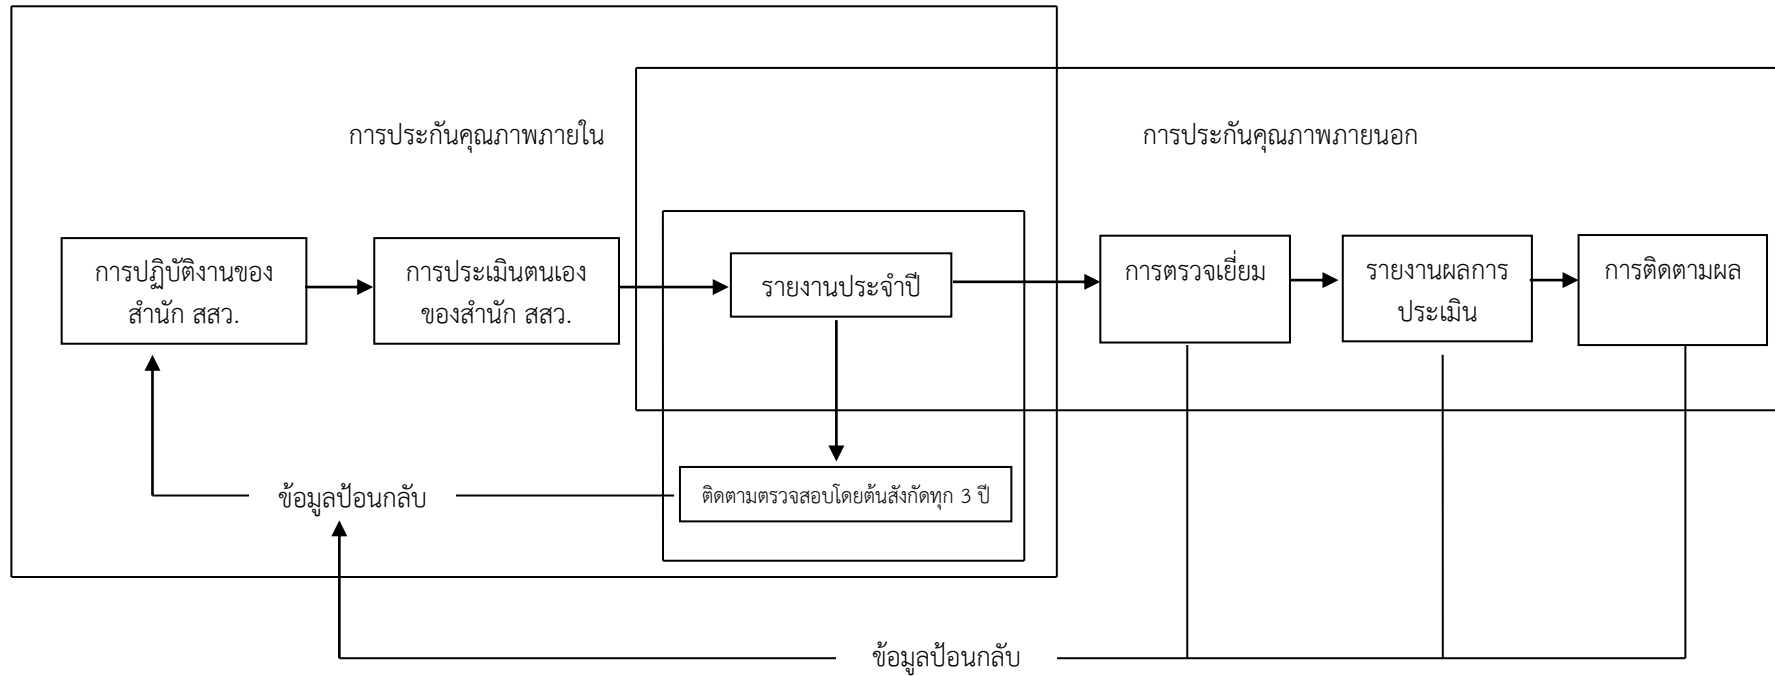 การประกันคุณภาพภายใน
การประกันคุณภาพภายนอก
การปฏิบัติงานของ
สำนัก สสว.
การประเมินตนเอง
ของสำนัก สสว.
รายงานประจำปี
การตรวจเยี่ยม
รายงานผลการ
ประเมิน
การติดตามผล
ข้อมูลป้อนกลับ
ติดตามตรวจสอบโดยต้นสังกัดทุก 3 ปี
ข้อมูลป้อนกลับ